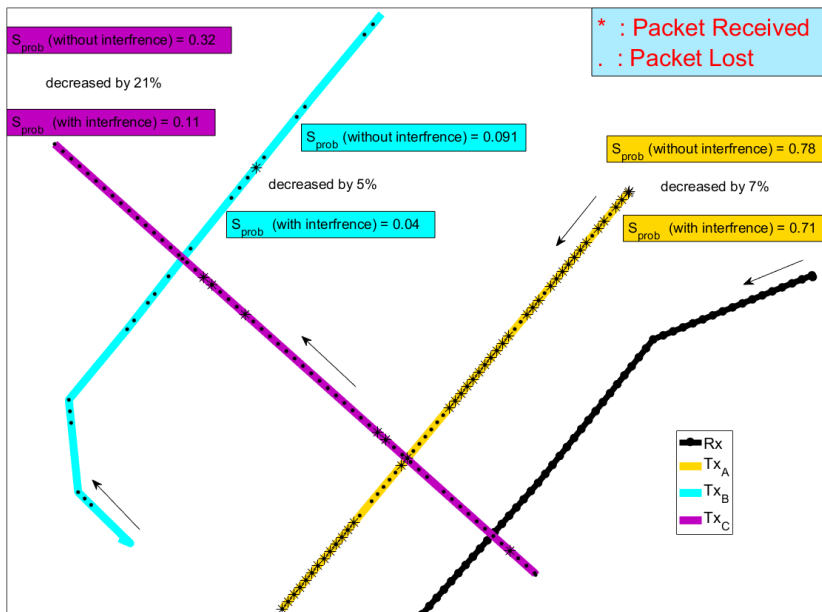 S_prob (without interfrence) = 0.32
decreased by 21%
S_prob (with interfrence) = 0.11
* : Packet Received
. : Packet Lost
S_prob (without interfrence) = 0.091
decreased by 5%
S_prob (with interfrence) = 0.04
S_prob (without interfrence) = 0.78
decreased by 7%
S_prob (with interfrence) = 0.71
Rx
Tx_A
Tx_B
Tx_C